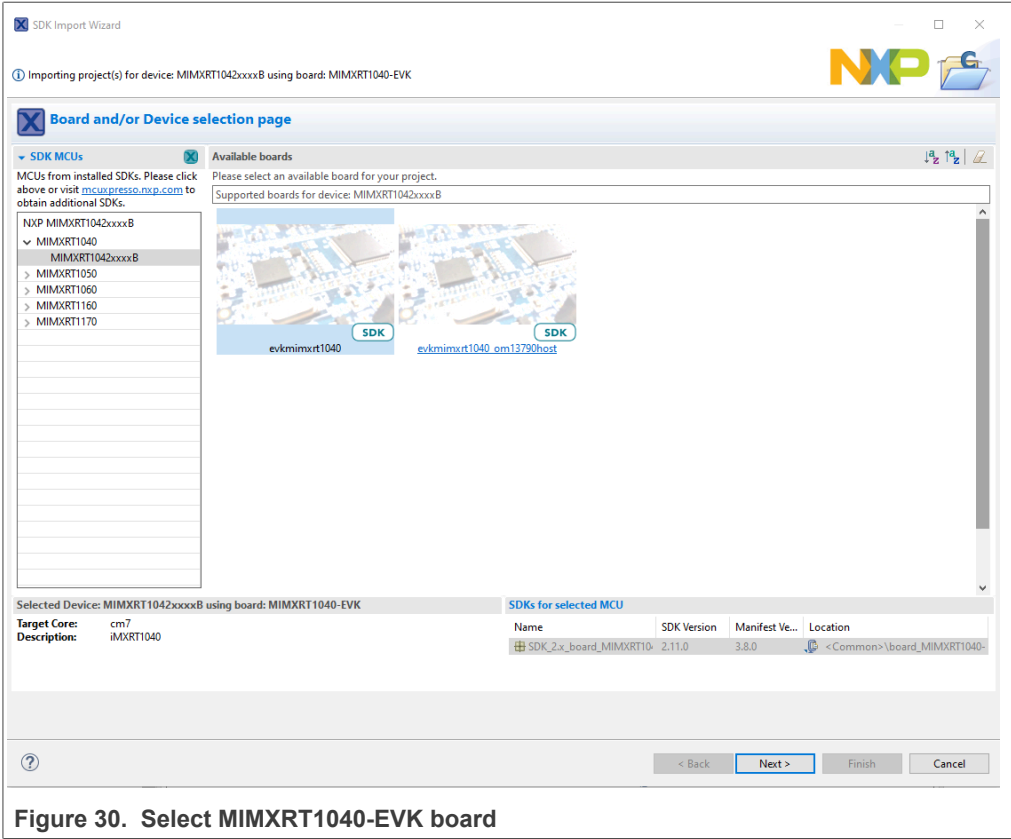 SDK Import Wizard
Importing project(s) for device: MIMXRT1042xxxxB using board: MIMXRT1040-EVK
NXP
C
Board and/or Device selection page
SDK MCUs
MCUs from installed SDKs. Please click
above or visit mcuxpresso.nxp.com to
obtain additional SDKs.
NXP MIMXRT1042xxxxB
MIMXRT1040
MIMXRT1042xxxxB
MIMXRT1050
MIMXRT1060
MIMXRT1160
MIMXRT1170
Available boards
Please select an available board for your project.
Supported boards for device: MIMXRT1042xxxxB
SDK
evkmimxrt1040
SDK
evkmimxrt1040_om13790host
Selected Device: MIMXRT1042xxxxB using board: MIMXRT1040-EVK
Target Core: cm7
Description: iMXRT1040
SDKs for selected MCU
Name SDK Version Manifest Ve... Location
SDK_2.x_board_MIMXRT10 2.11.0 3.8.0 <Common>\board_MIMXRT1040-
? < Back Next > Finish Cancel
Figure 30. Select MIMXRT1040-EVK board